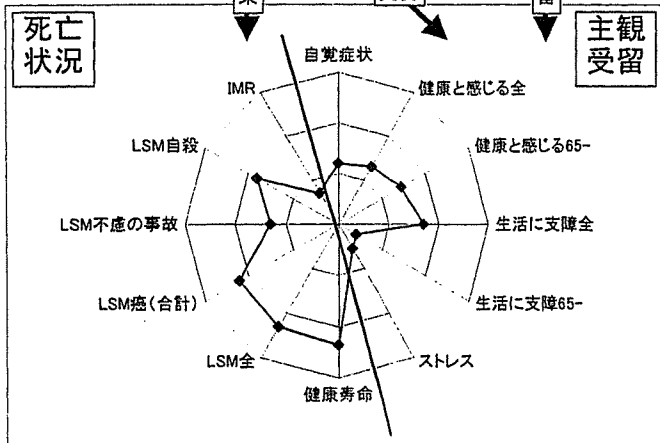 死亡
状況
主観
受留
自覚症状
IMR
健康と感じる全
LSM自殺
健康と感じる65-
LSM不慮の事故
生活に支障全
LSM癌(合計)
生活に支障65-
LSM全
ストレス
健康寿命